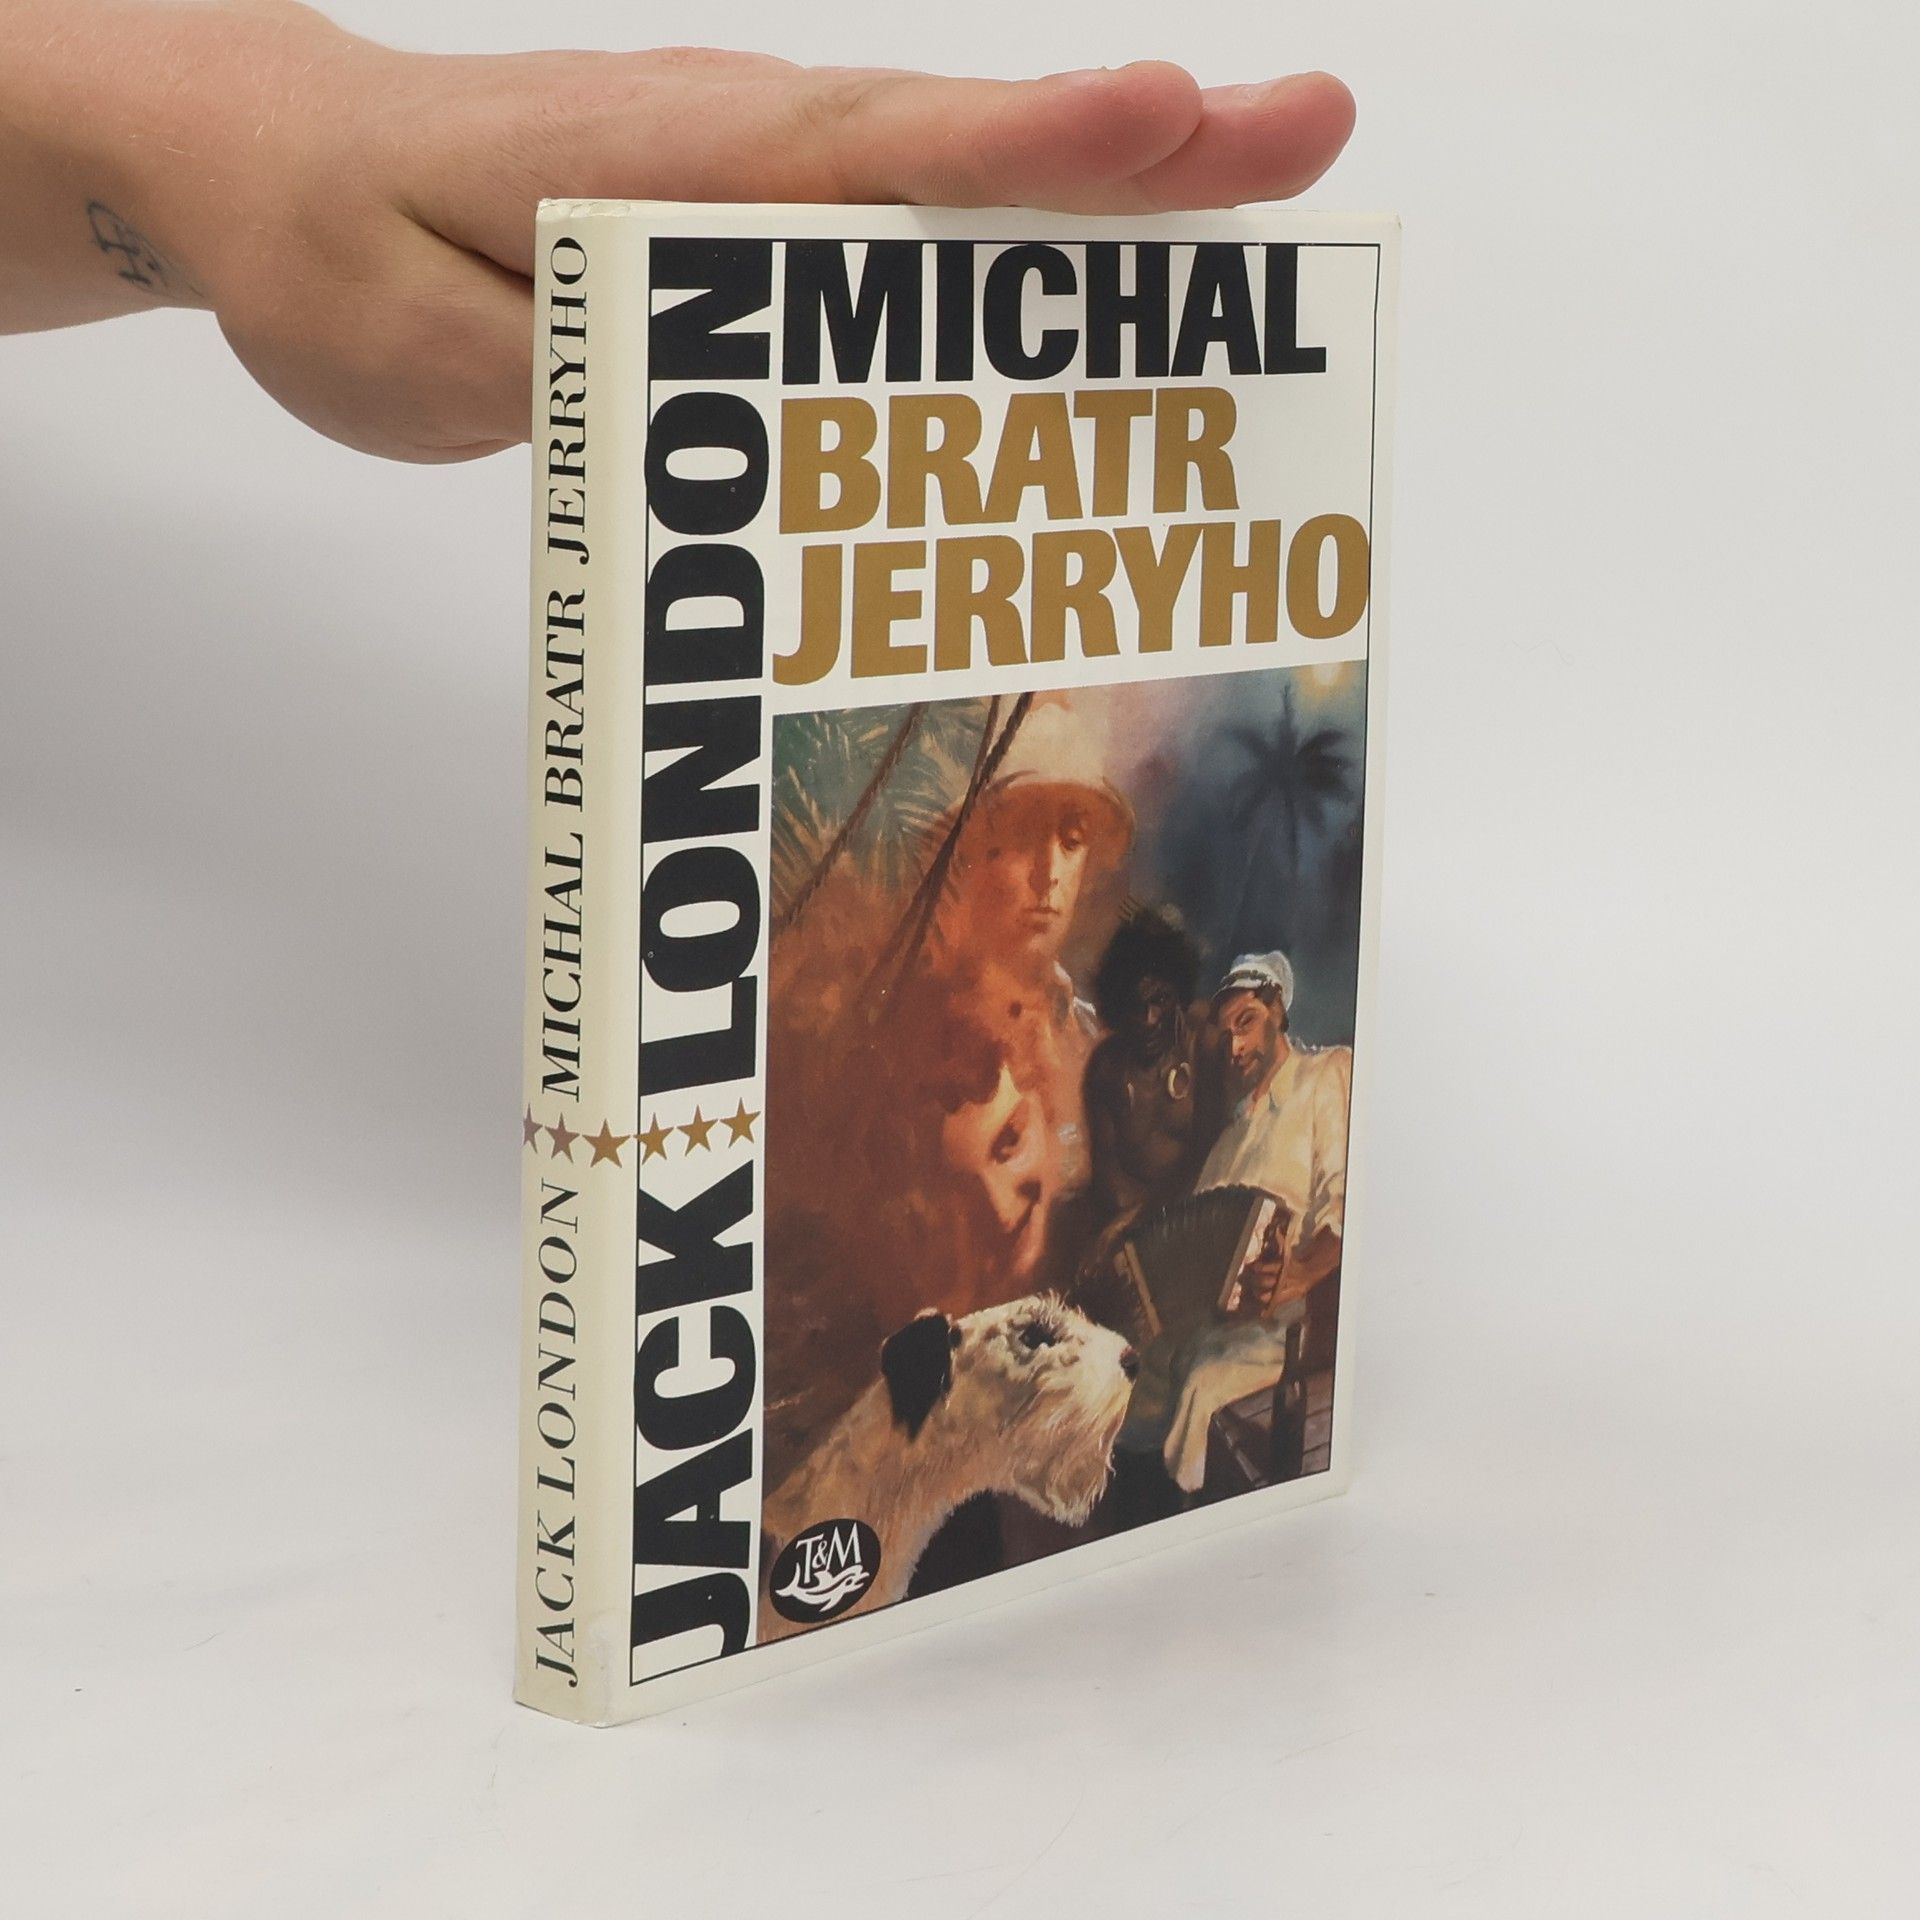 JACK LONDON MICHAL BRATR JERRYHO
JACK LONDON
MICHAL
BRATR
JERRYHO
T&M